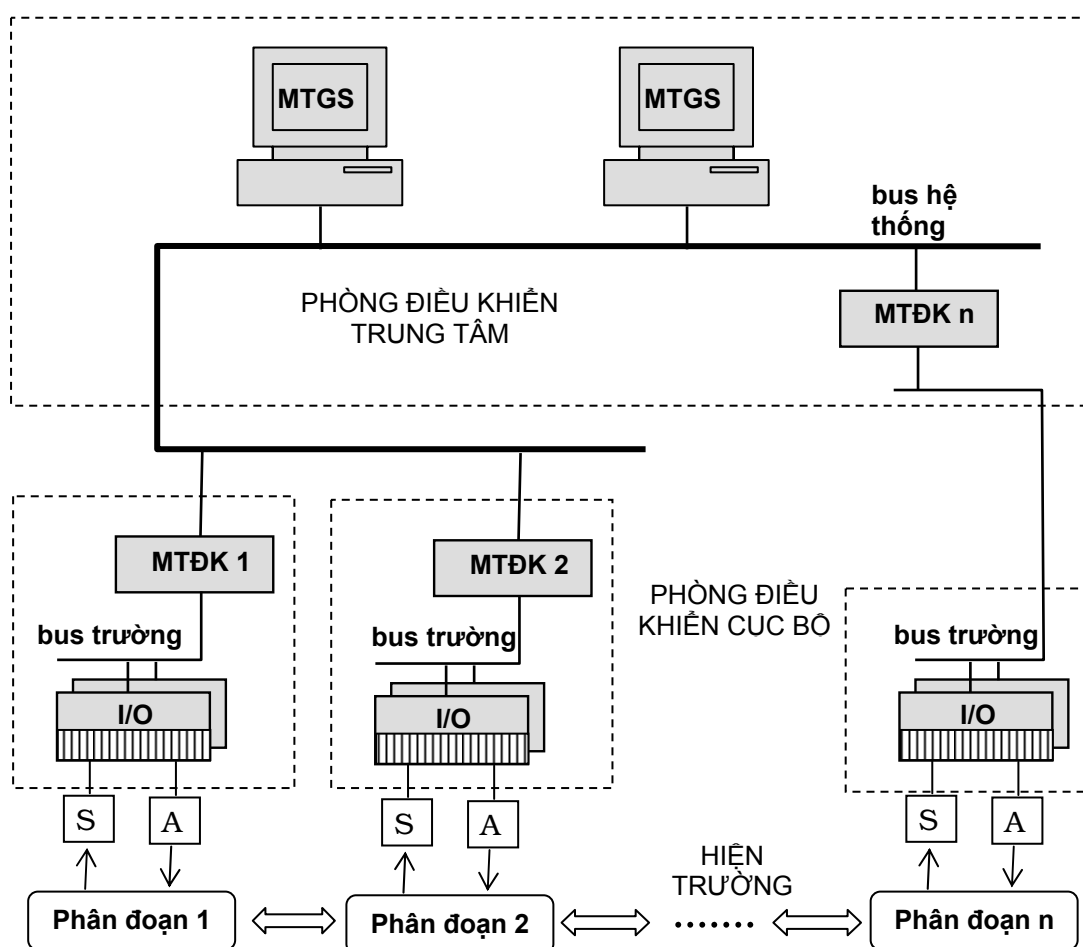 MTGS
MTGS
bus hệ
thống
PHÒNG ĐIỀU KHIỂN
TRUNG TÂM
MTĐK n
MTĐK 1
MTĐK 2
PHÒNG ĐIỀU
KHIỂN CỤC BỘ
bus trường
bus trường
bus trường
I/O
I/O
I/O
S
A
S
A
S
A
HIỆN
TRƯỜNG
Phân đoạn 1
Phân đoạn 2
.......
Phân đoạn n